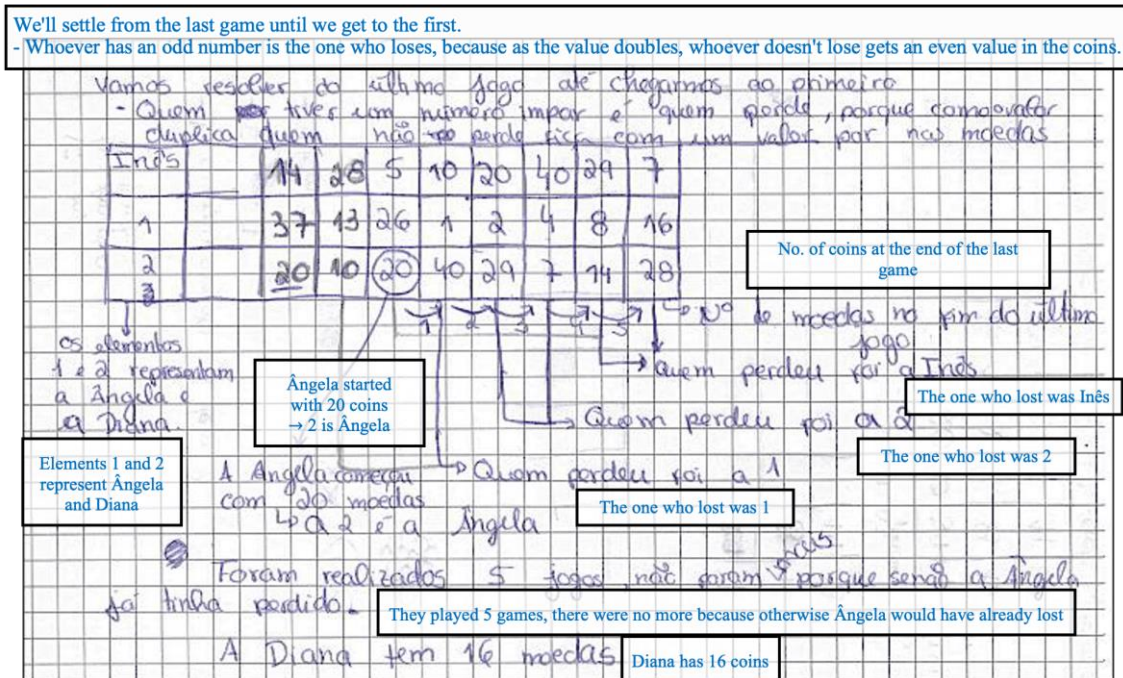 We'll settle from the last game until we get to the first.
- Whoever has an odd number is the one who loses, because as the value doubles, whoever doesn't lose gets an even value in the coins.
Vamos resolver do último jogo até chegarmos ao primeiro
- Quem tiver um número impar é quem perde, porque como o valor
duplica quem não perde fica com um valor par nas moedas
Inês 14 28 5 10 20 40 29 7
1 37 13 26 1 2 4 8 16
2 20 10 20 40 29 7 14 28
1 2 3 4 5
No. of coins at the end of the last
game
Nº de moedas no fim do último
jogo
os elementos
1 e 2 representam
a Ângela e
a Diana.
Ângela started
with 20 coins
→ 2 is Ângela
Quem perdeu foi a Inês
The one who lost was Inês
Quem perdeu foi a 2
The one who lost was 2
Elements 1 and 2
represent Ângela
and Diana
A Ângela começou
com 20 moedas
↳ a 2 é a Ângela
Quem perdeu foi a 1
The one who lost was 1
Foram realizados 5 jogos, não foram mais porque senão a Ângela
já tinha perdido.
They played 5 games, there were no more because otherwise Ângela would have already lost
A Diana tem 16 moedas
Diana has 16 coins